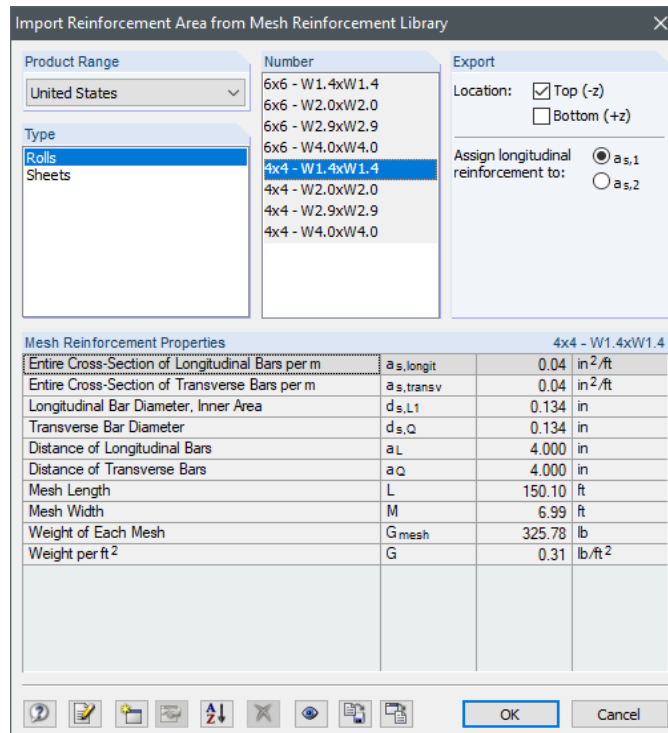 Import Reinforcement Area from Mesh Reinforcement Library
Product Range
United States
Type
Rolls
Sheets
Number
6x6 - W1.4xW1.4
6x6 - W2.0xW2.0
6x6 - W2.9xW2.9
6x6 - W4.0xW4.0
4x4 - W1.4xW1.4
4x4 - W2.0xW2.0
4x4 - W2.9xW2.9
4x4 - W4.0xW4.0
Export
Location: Top (-z)
Bottom (+z)
Assign longitudinal
reinforcement to:
as,1
as,2
Mesh Reinforcement Properties 4x4 - W1.4xW1.4
Entire Cross-Section of Longitudinal Bars per m as,longit 0.04 in2/ft
Entire Cross-Section of Transverse Bars per m as,transv 0.04 in2/ft
Longitudinal Bar Diameter, Inner Area ds,L1 0.134 in
Transverse Bar Diameter ds,Q 0.134 in
Distance of Longitudinal Bars aL 4.000 in
Distance of Transverse Bars aQ 4.000 in
Mesh Length L 150.10 ft
Mesh Width M 6.99 ft
Weight of Each Mesh Gmesh 325.78 lb
Weight per ft2 G 0.31 lb/ft2
OK Cancel